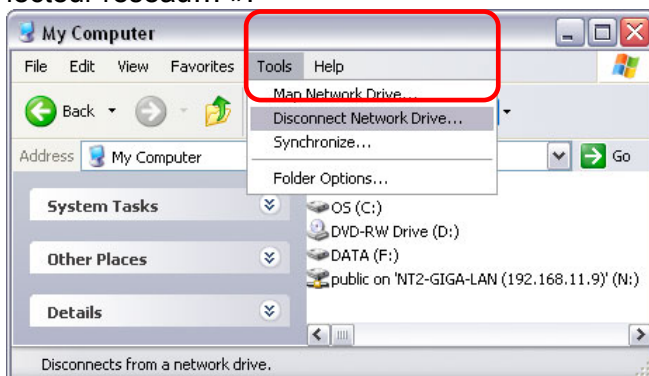 lecteur réseau... ».
My Computer
File Edit View Favorites Tools Help
Map Network Drive...
Back
Disconnect Network Drive...
Synchronize...
Address My Computer
Go
Folder Options...
System Tasks
OS (C:)
DVD-RW Drive (D:)
Other Places
DATA (F:)
public on 'NT2-GIGA-LAN (192.168.11.9)' (N:)
Details
Disconnects from a network drive.